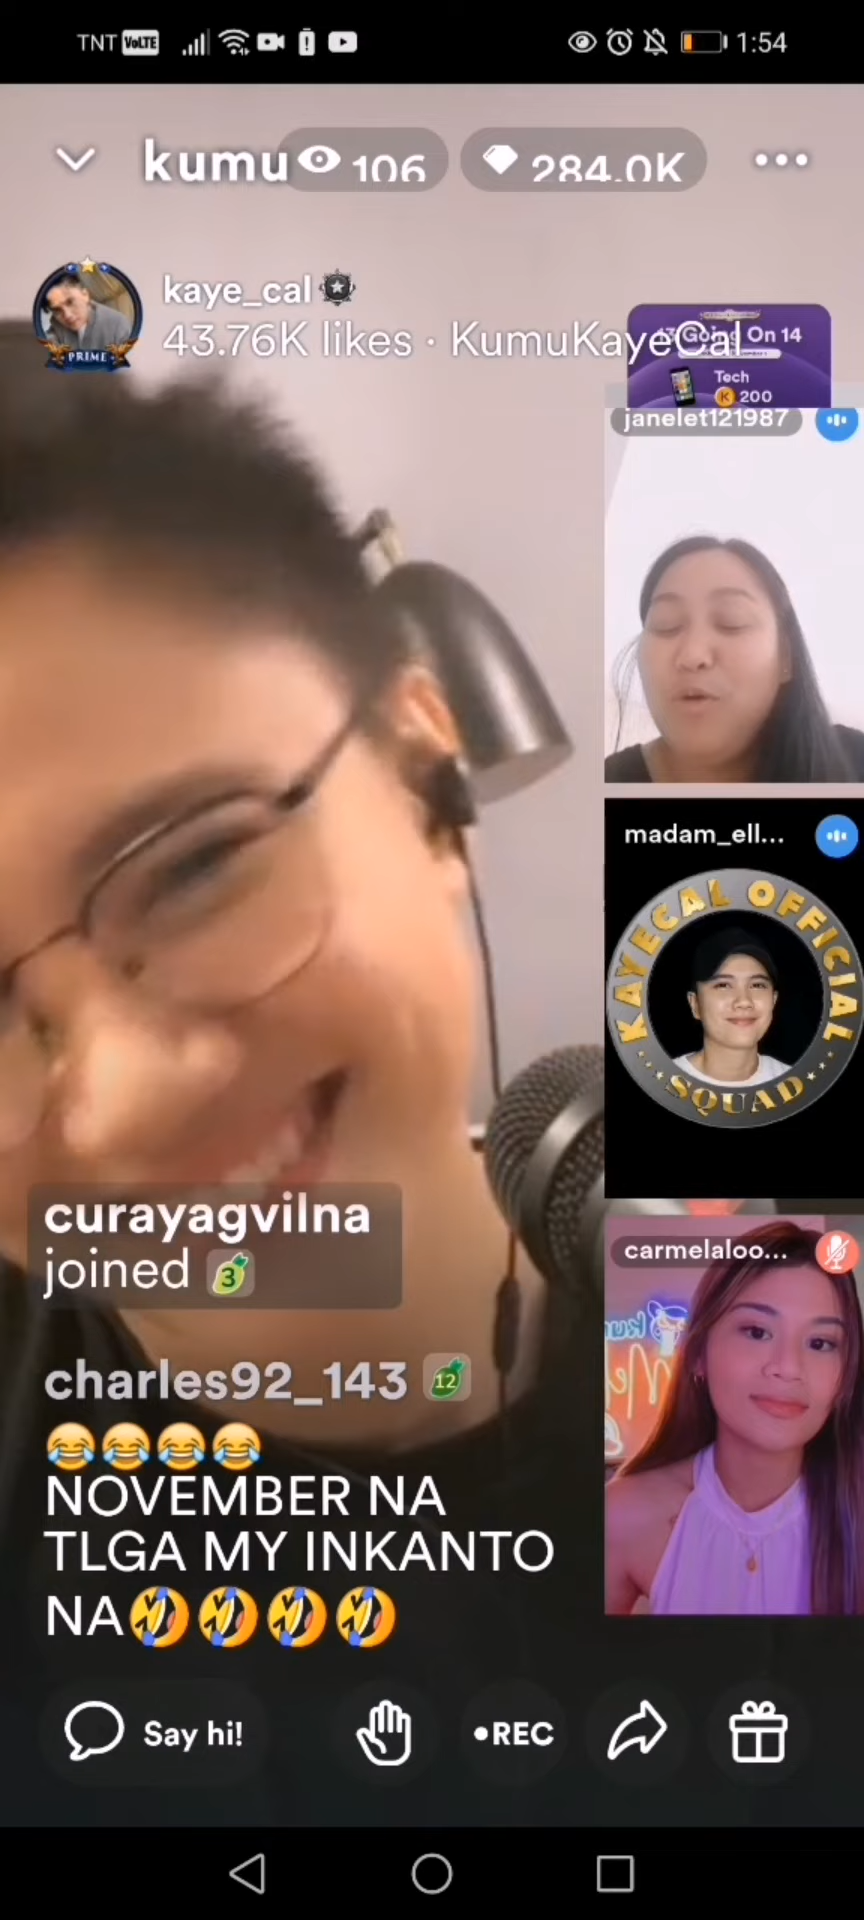 TNT VoLTE 1:54
kumu 106 284.0K
kaye_cal
43.76K likes · KumuKayeCal
PRIME
13 Going On 14
Tech
K 200
janelet121987
madam_ell...
KAYECAL OFFICIAL
SQUAD
carmelaloo...
curayagvilna
joined 3
charles92_143 12
😂😂😂😂
NOVEMBER NA
TLGA MY INKANTO
NA🤣🤣🤣🤣
Say hi! •REC